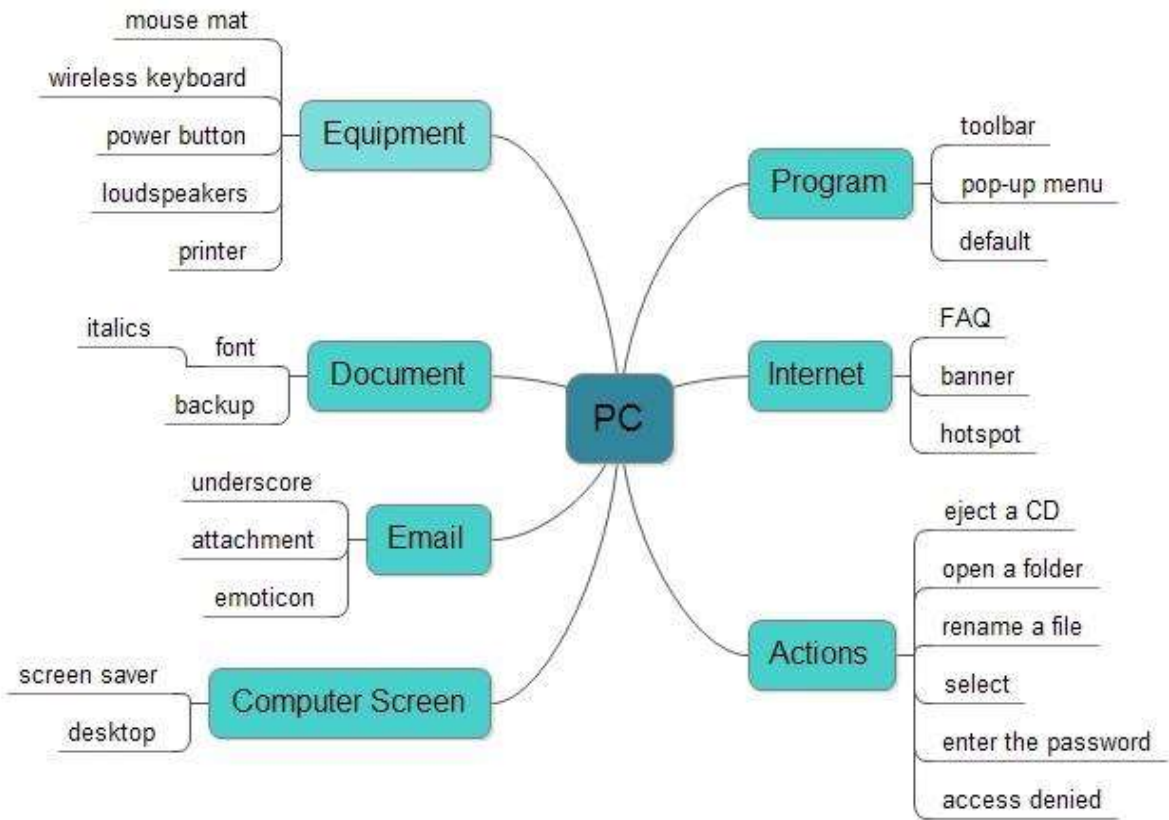 mouse mat
wireless keyboard
power button
loudspeakers
printer
Equipment
italics
font
backup
Document
underscore
attachment
emoticon
Email
screen saver
desktop
Computer Screen
PC
Program
toolbar
pop-up menu
default
Internet
FAQ
banner
hotspot
Actions
eject a CD
open a folder
rename a file
select
enter the password
access denied